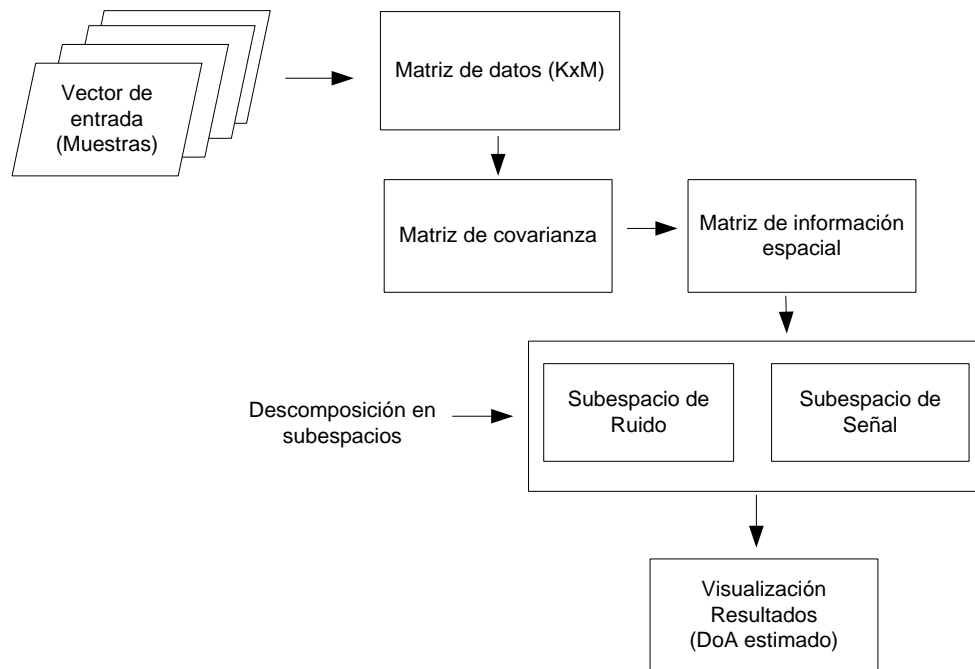 Vector de
entrada
(Muestras)
Matriz de datos (KxM)
Matriz de covarianza
Matriz de información
espacial
Descomposición en
subespacios
Subespacio de
Ruido
Subespacio de
Señal
Visualización
Resultados
(DoA estimado)